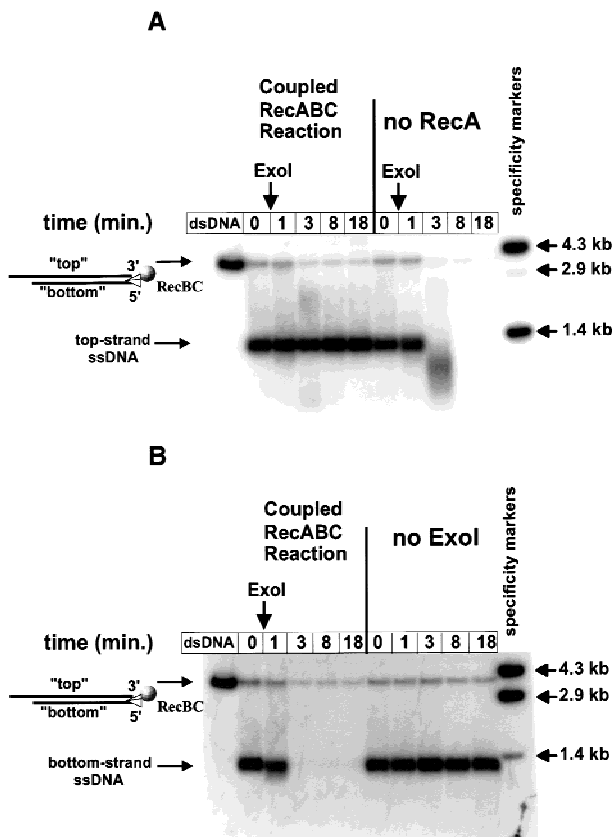 A
Coupled
RecABC
Reaction
no RecA
specificity markers
ExoI
ExoI
time (min.)
dsDNA 0 1 3 8 18 0 1 3 8 18
4.3 kb
2.9 kb
1.4 kb
"top" 3'
"bottom" 5' RecBC
top-strand
ssDNA
B
Coupled
RecABC
Reaction
no ExoI
specificity markers
ExoI
time (min.)
dsDNA 0 1 3 8 18 0 1 3 8 18
4.3 kb
2.9 kb
1.4 kb
"top" 3'
"bottom" 5' RecBC
bottom-strand
ssDNA